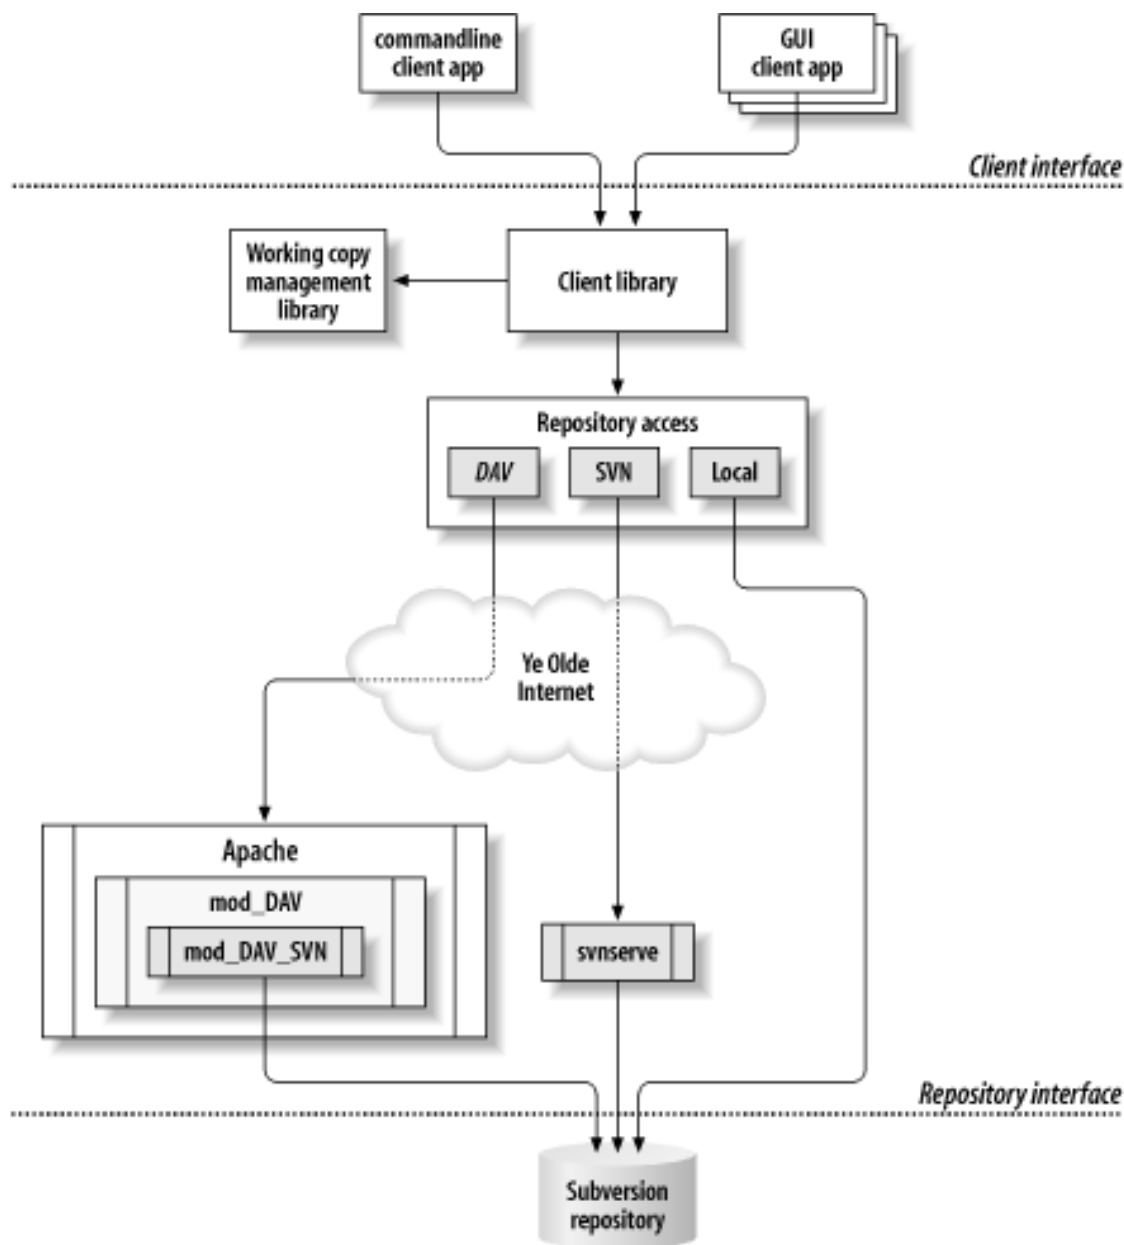 commandline
client app
GUI
client app
Client interface
Working copy
management
library
Client library
Repository access
DAV
SVN
Local
Ye Olde
Internet
Apache
mod_DAV
mod_DAV_SVN
svnserve
Repository interface
Subversion
repository